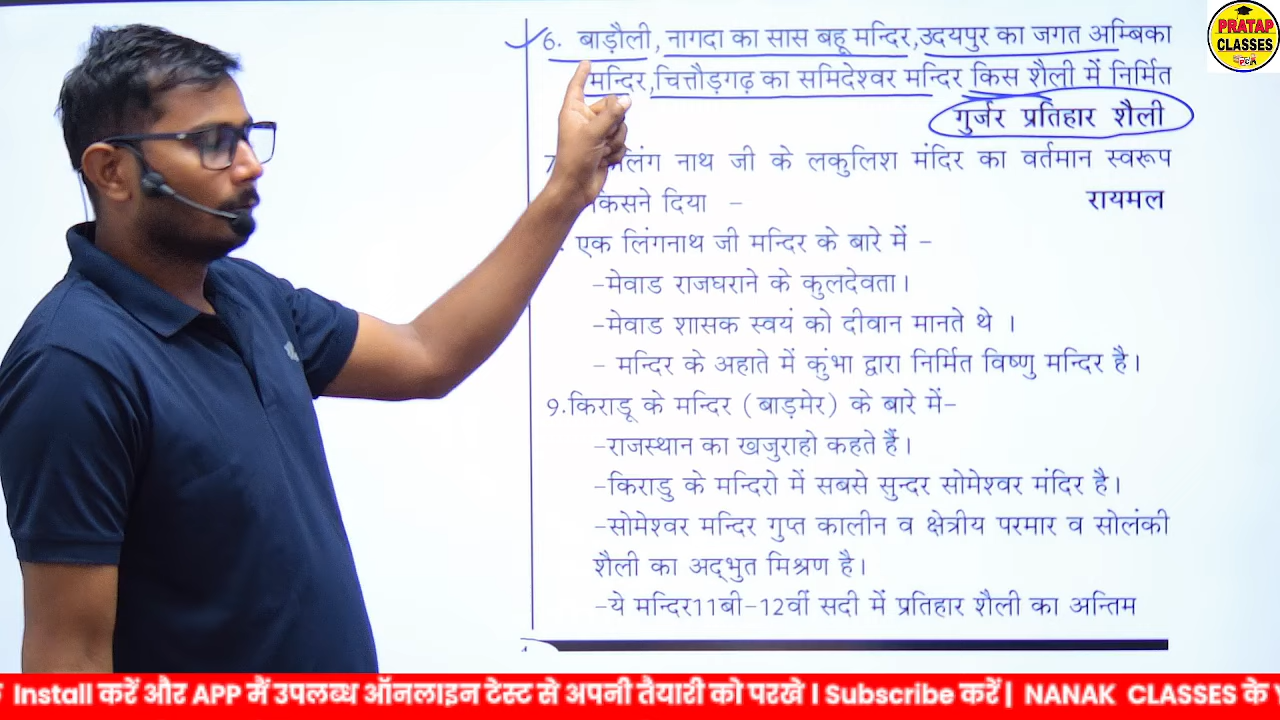 PRATAP
CLASSES
6. बाड़ौली, नागदा का सास बहू मन्दिर,उदयपुर का जगत अम्बिका
मन्दिर,चित्तौड़गढ़ का समिदेश्वर मन्दिर किस शैली में निर्मित
गुर्जर प्रतिहार शैली
लिंग नाथ जी के लकुलिश मंदिर का वर्तमान स्वरूप
किसने दिया - रायमल
एक लिंगनाथ जी मन्दिर के बारे में -
-मेवाड राजघराने के कुलदेवता।
-मेवाड शासक स्वयं को दीवान मानते थे ।
- मन्दिर के अहाते में कुंभा द्वारा निर्मित विष्णु मन्दिर है।
9.किराडू के मन्दिर (बाड़मेर) के बारे में-
-राजस्थान का खजुराहो कहते हैं।
-किराडु के मन्दिरो में सबसे सुन्दर सोमेश्वर मंदिर है।
-सोमेश्वर मन्दिर गुप्त कालीन व क्षेत्रीय परमार व सोलंकी
शैली का अद्भुत मिश्रण है।
-ये मन्दिर11बी-12वीं सदी में प्रतिहार शैली का अन्तिम
Install करें और APP मैं उपलब्ध ऑनलाइन टेस्ट से अपनी तैयारी को परखे । Subscribe करें | NANAK CLASSES के